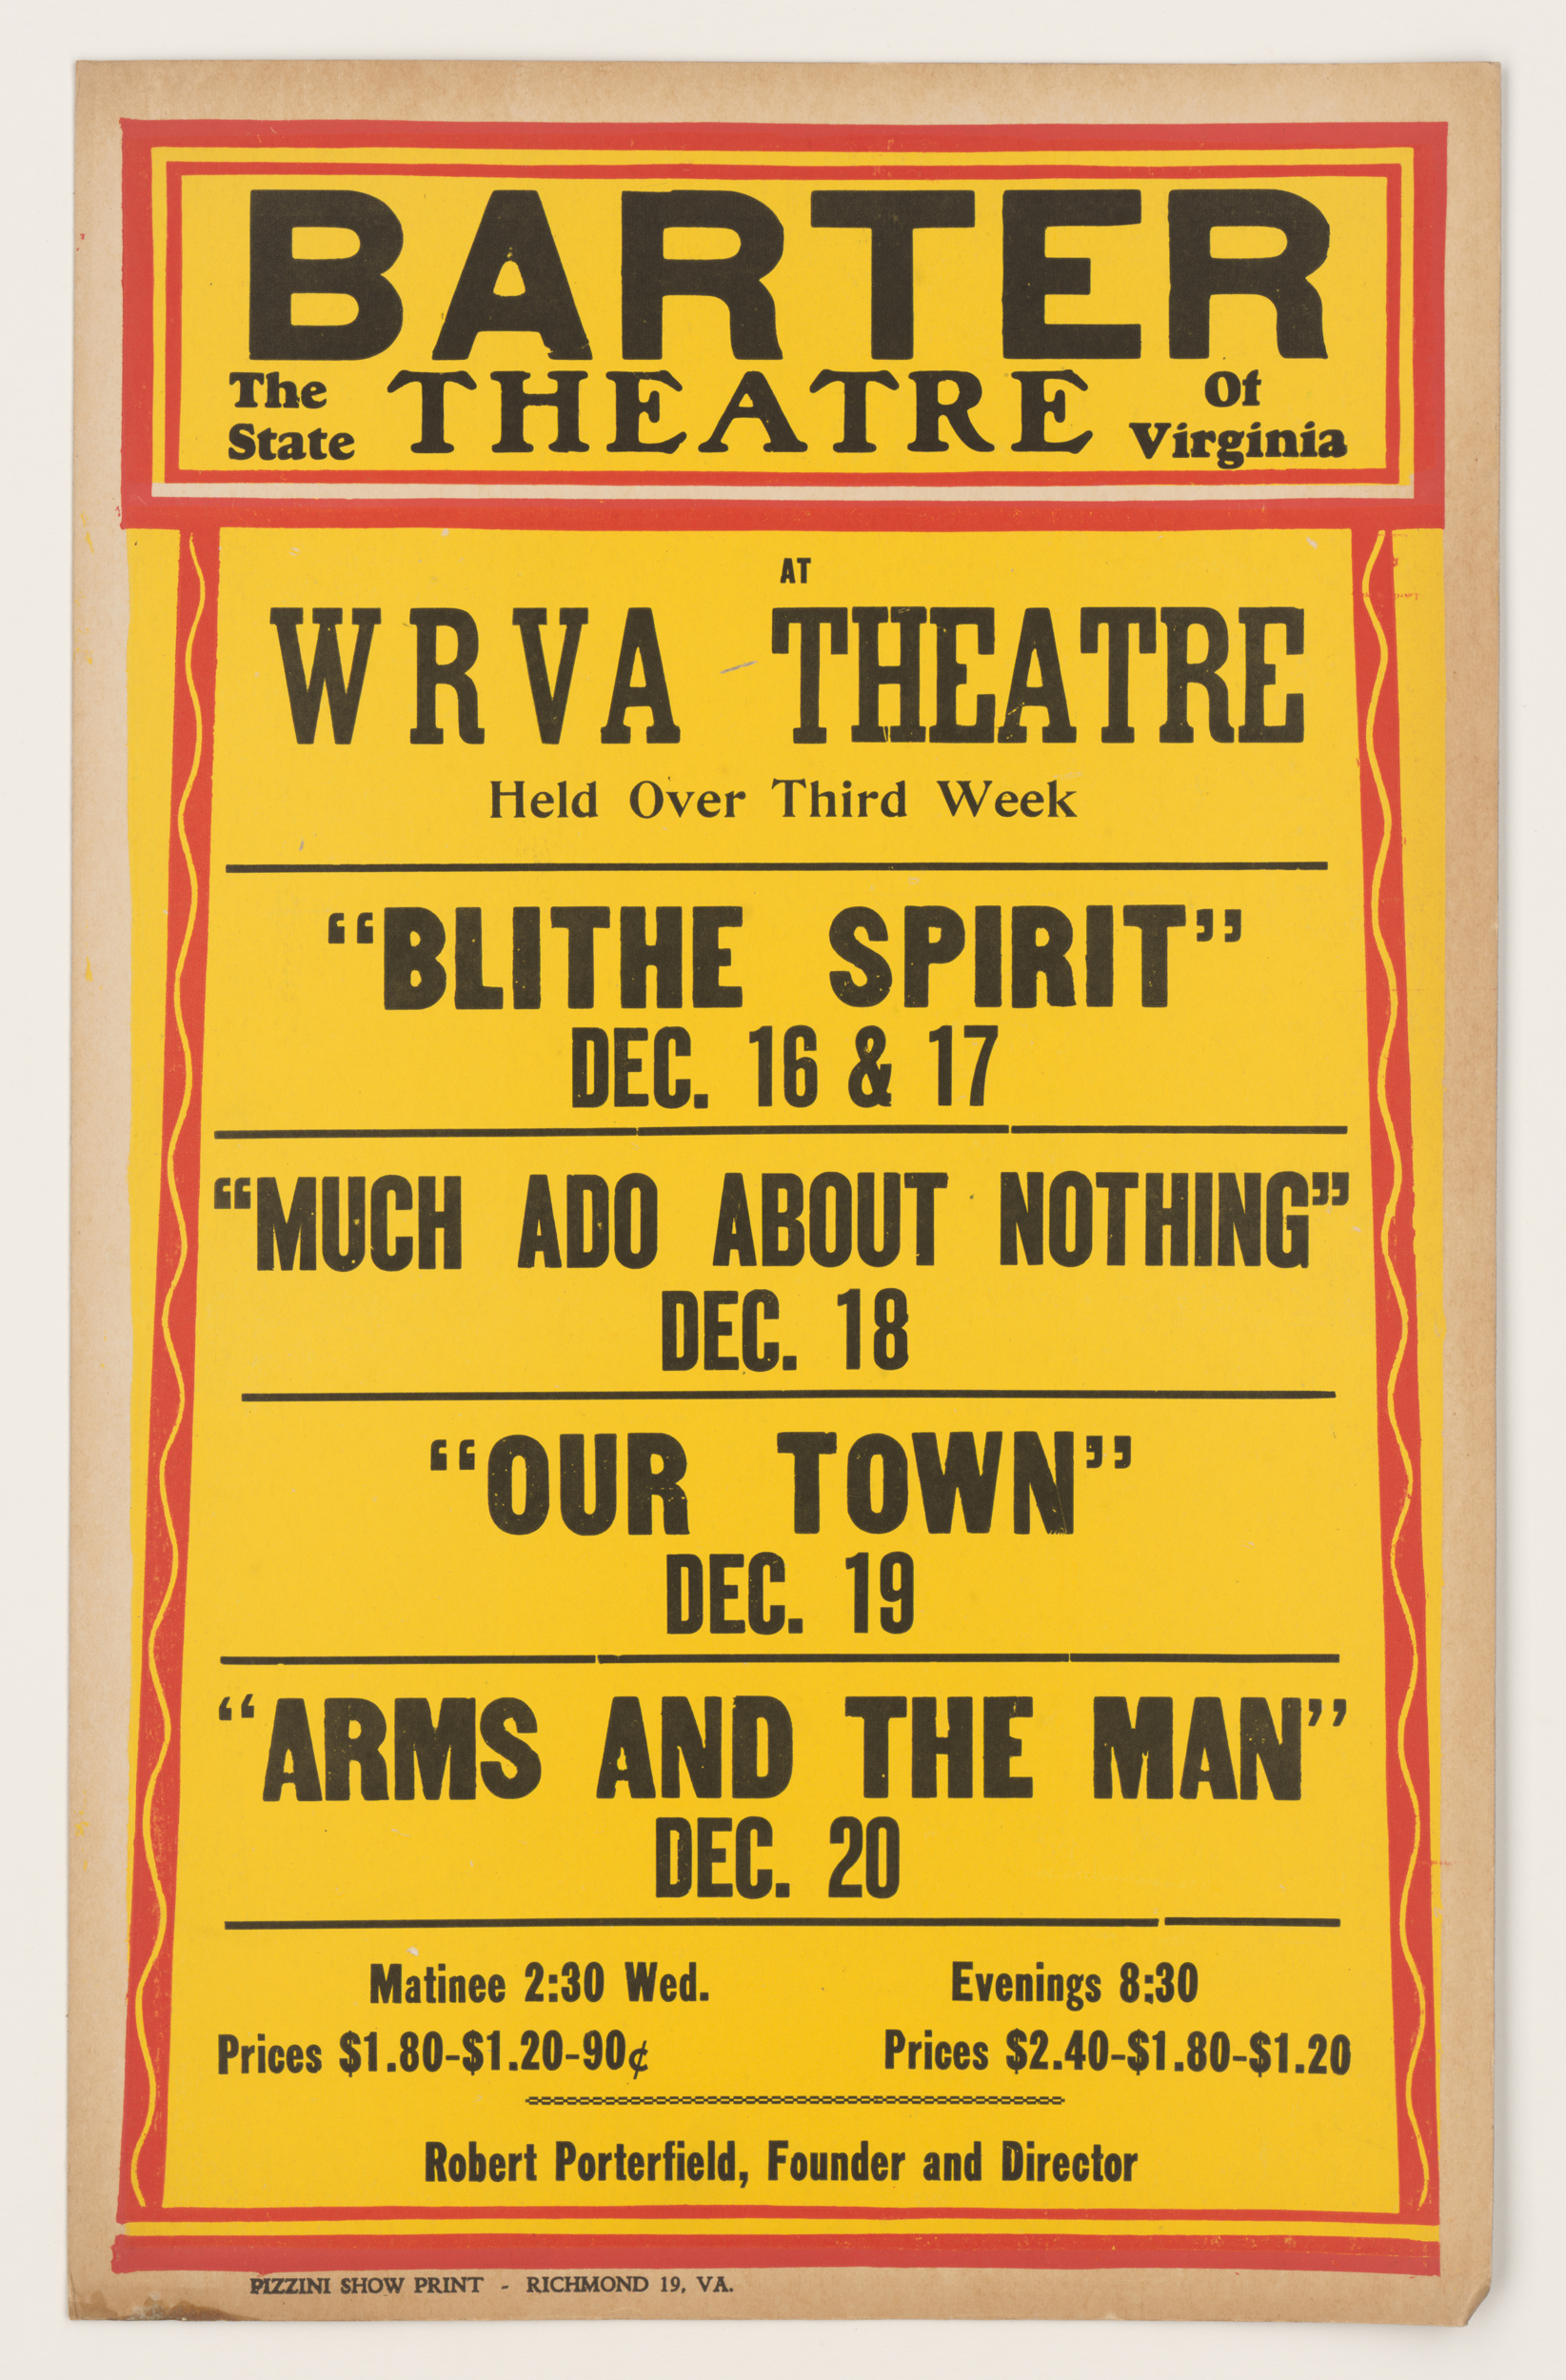 BARTER
The State THEATRE Of Virginia
AT
WRVA THEATRE
Held Over Third Week
“BLITHE SPIRIT”
DEC. 16 & 17
“MUCH ADO ABOUT NOTHING”
DEC. 18
“OUR TOWN”
DEC. 19
“ARMS AND THE MAN”
DEC. 20
Matinee 2:30 Wed. Evenings 8:30
Prices $1.80-$1.20-90¢ Prices $2.40-$1.80-$1.20
Robert Porterfield, Founder and Director
PIZZINI SHOW PRINT - RICHMOND 19, VA.